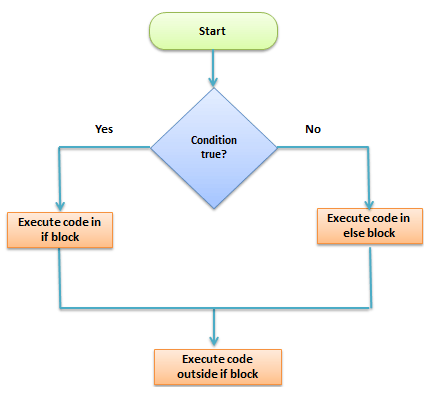 Start
Yes
No
Condition
true?
Execute code in
if block
Execute code in
else block
Execute code
outside if block